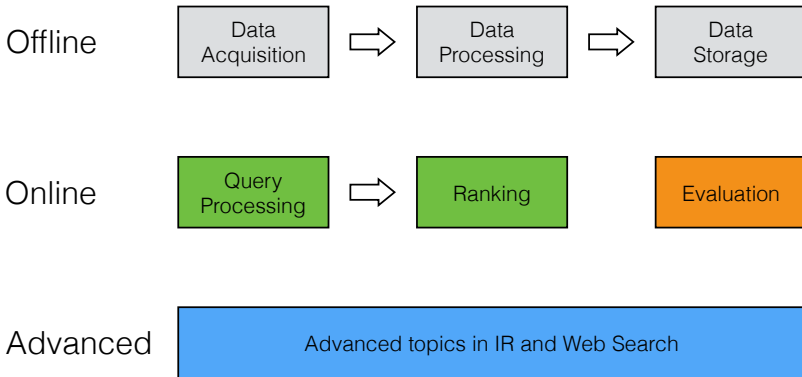 Offline
Data
Acquisition
Data
Processing
Data
Storage
Online
Query
Processing
Ranking
Evaluation
Advanced
Advanced topics in IR and Web Search